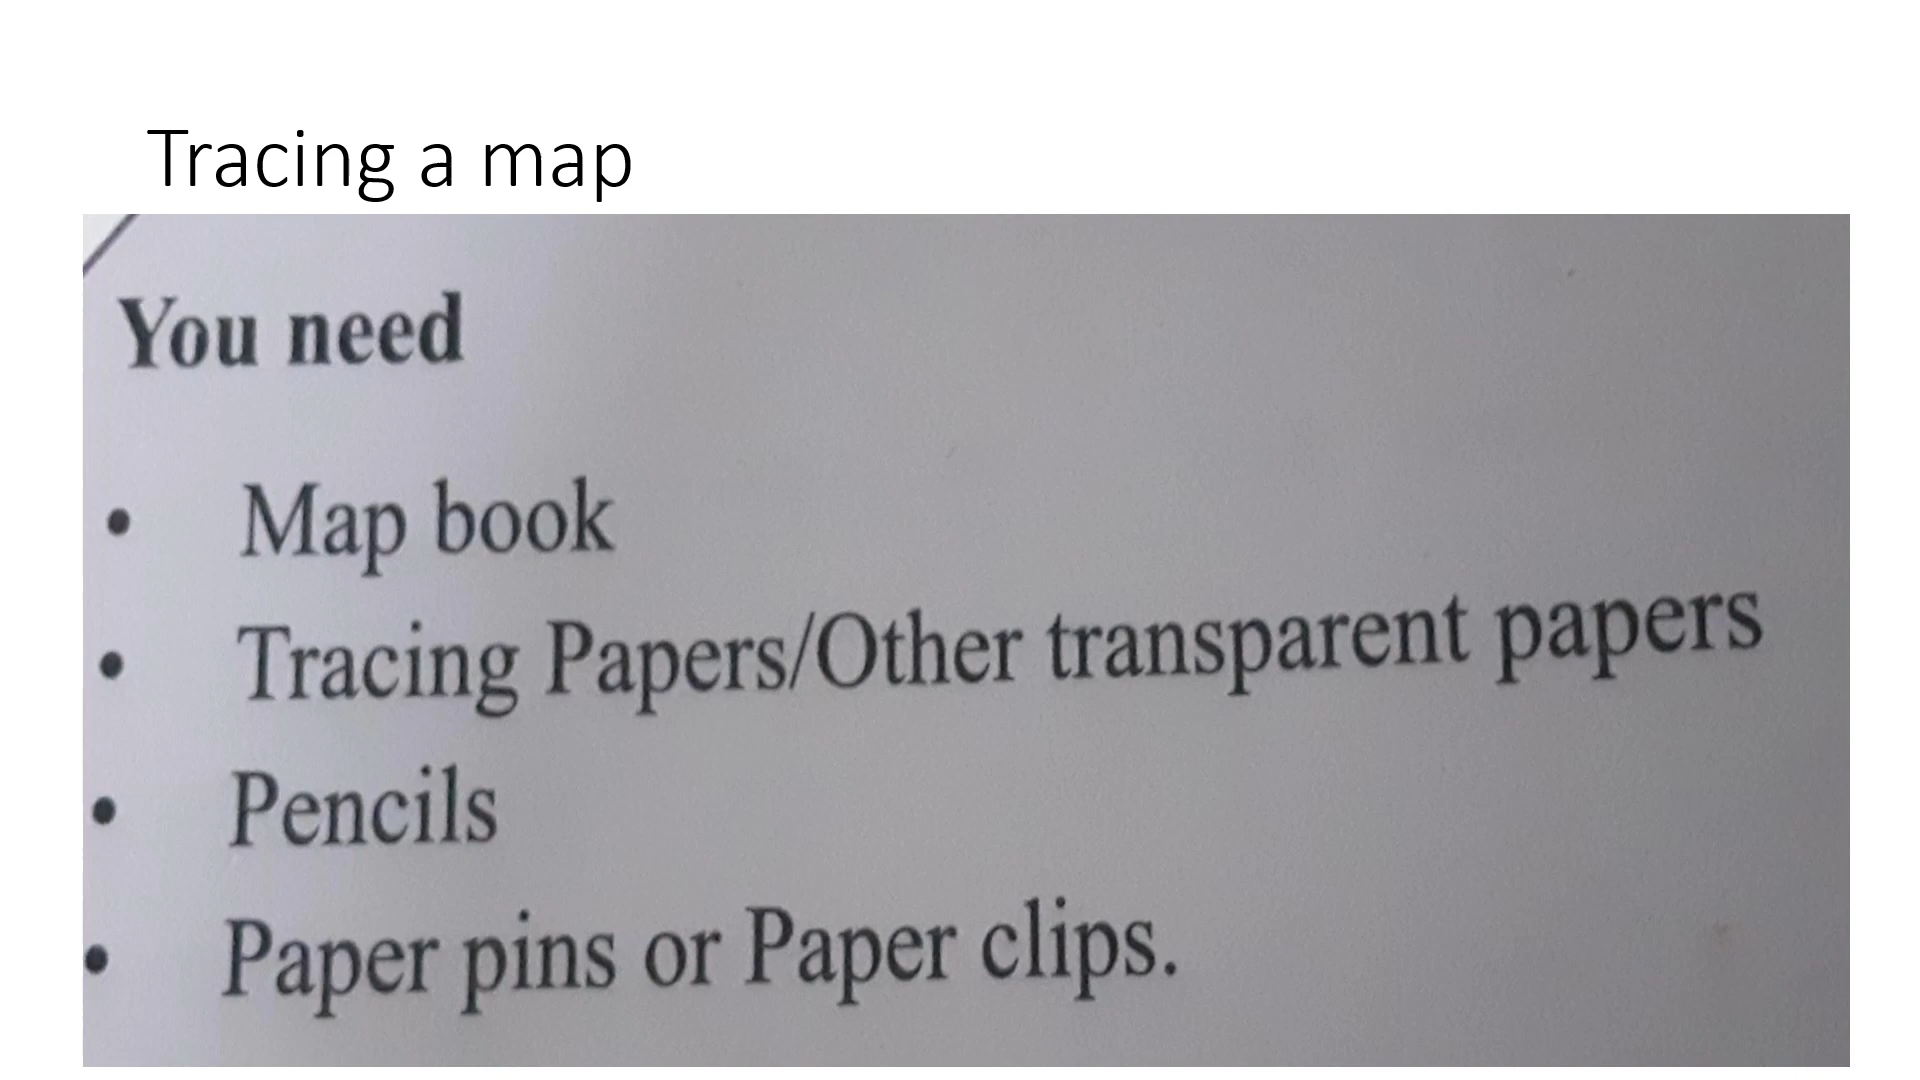 Tracing a map
You need
• Map book
• Tracing Papers/Other transparent papers
• Pencils
• Paper pins or Paper clips.